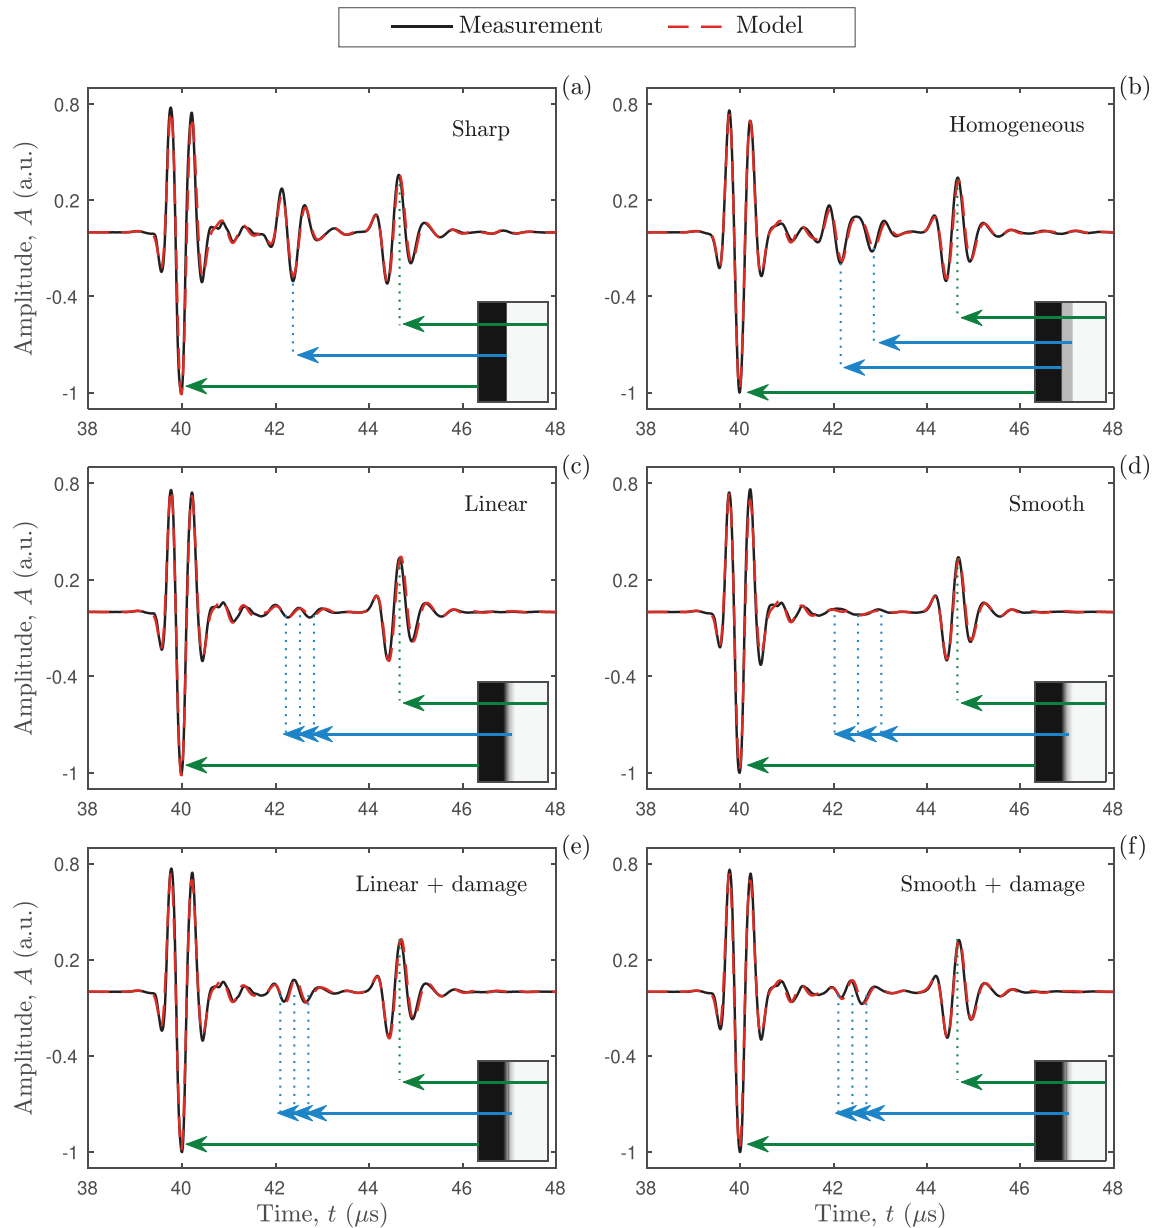 Measurement Model
(a) (b)
Sharp Homogeneous
0.8 0.8
0.2 0.2
-0.4 -0.4
-1 -1
Amplitude, A (a.u.)
38 40 42 44 46 48 38 40 42 44 46 48
(c) (d)
Linear Smooth
0.8 0.8
0.2 0.2
-0.4 -0.4
-1 -1
Amplitude, A (a.u.)
38 40 42 44 46 48 38 40 42 44 46 48
(e) (f)
Linear + damage Smooth + damage
0.8 0.8
0.2 0.2
-0.4 -0.4
-1 -1
Amplitude, A (a.u.)
38 40 42 44 46 48 38 40 42 44 46 48
Time, t (μs) Time, t (μs)